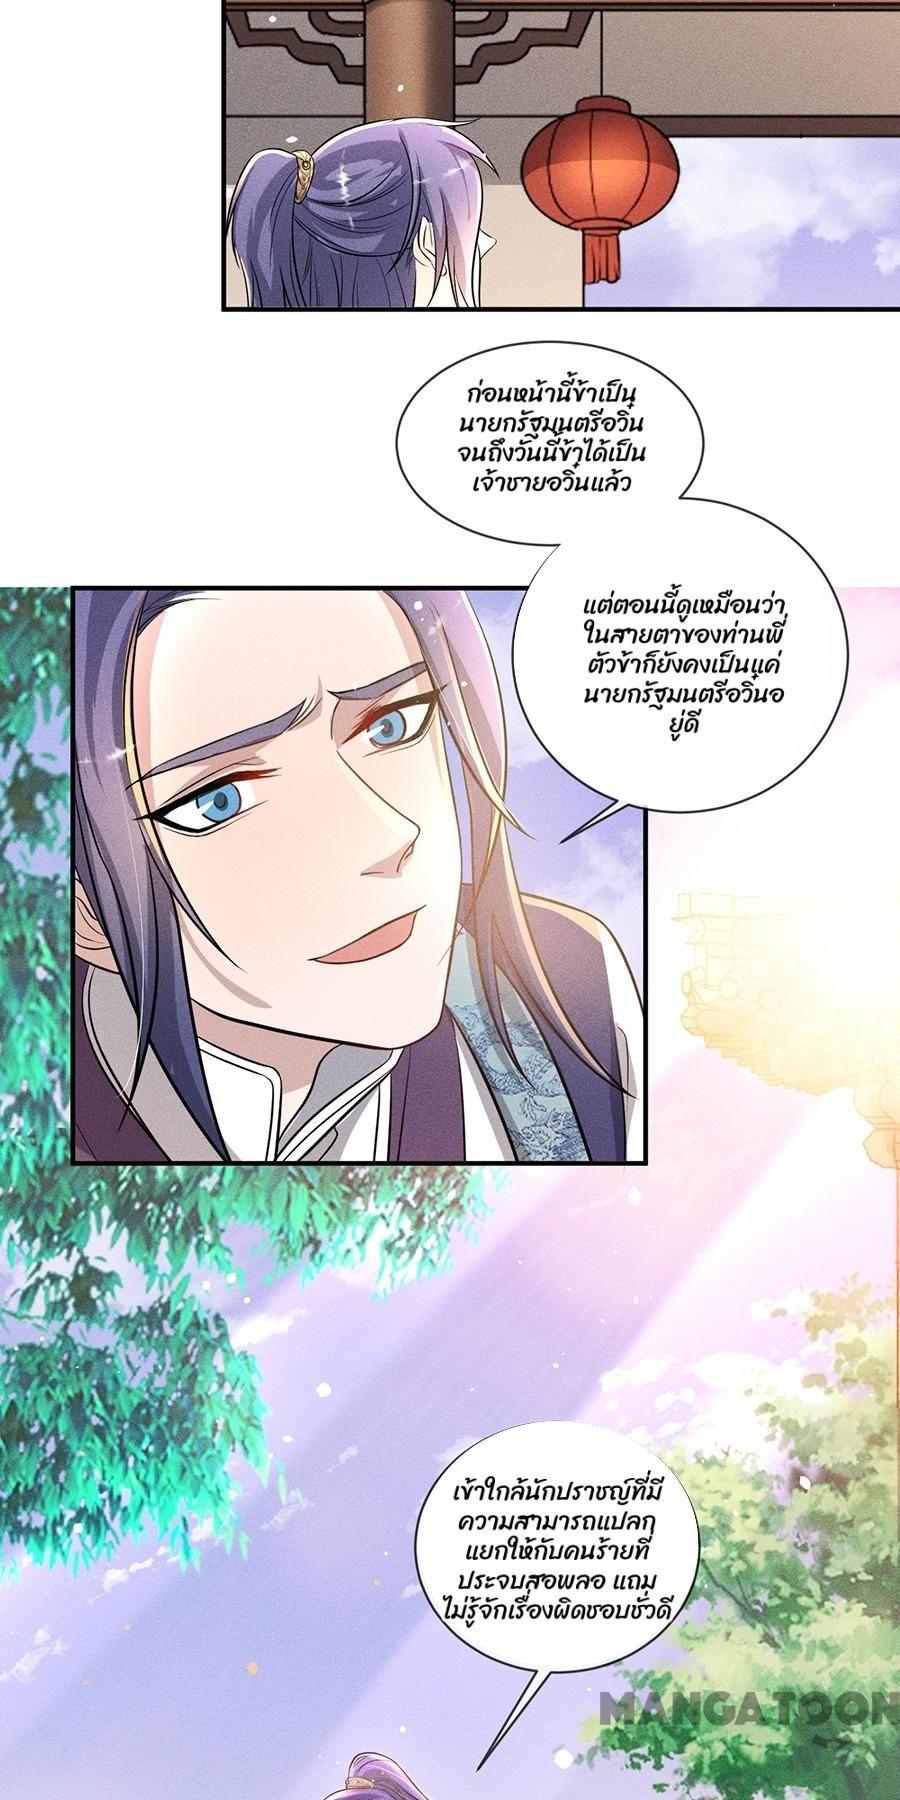 ก่อนหน้านี้ข้าเป็น
นายกรัฐมนตรีอวิ๋น
จนถึงวันนี้ข้าได้เป็น
เจ้าชายอวิ๋นแล้ว
แต่ตอนนี้ดูเหมือนว่า
ในสายตาของท่านพี่
ตัวข้าก็ยังคงเป็นแค่
นายกรัฐมนตรีอวิ๋นอ
ยู่ดี
เข้าใกล้นักปราชญ์ที่มี
ความสามารถแปลก
แยกให้กับคนร้ายที่
ประจบสอพลอ แถม
ไม่รู้จักเรื่องผิดชอบชั่วดี
MANGATOON